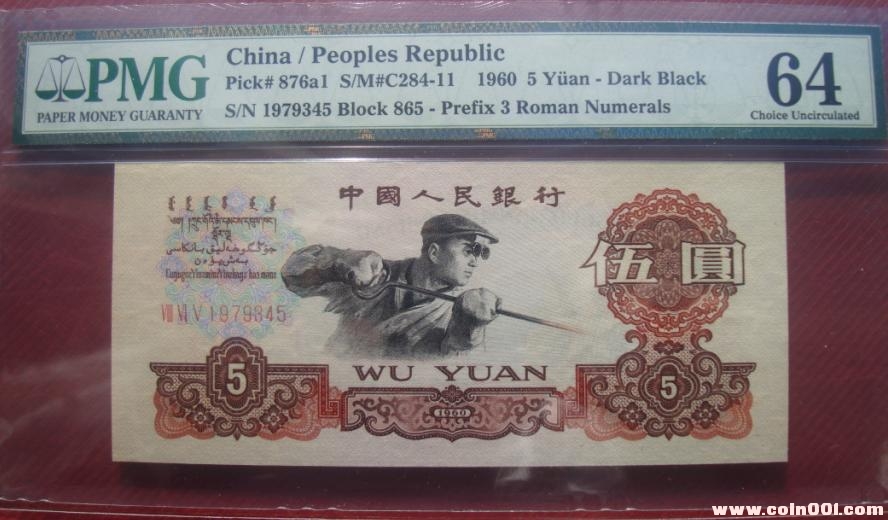 PMG
PAPER MONEY GUARANTY
China / Peoples Republic
Pick# 876a1 S/M#C284-11 1960 5 Yüan - Dark Black
S/N 1979345 Block 865 - Prefix 3 Roman Numerals
64
Choice Uncirculated
中國人民銀行
伍圓
VIII VI V 1979345
5
WU YUAN
1960
5
www.coin001.com